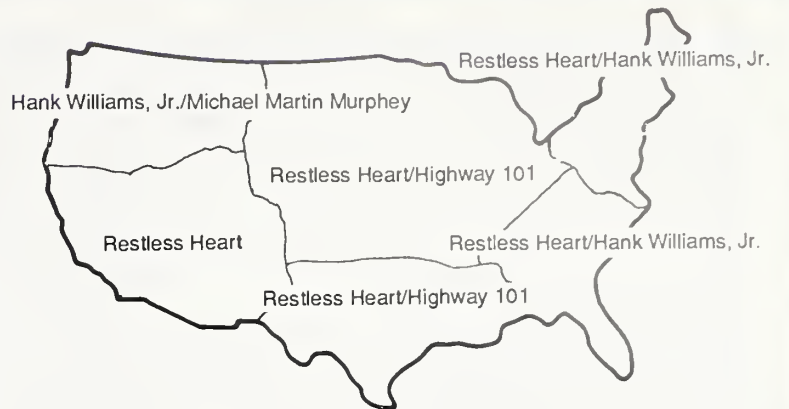 Restless Heart/Hank Williams, Jr.
Hank Williams, Jr./Michael Martin Murphey
Restless Heart/Highway 101
Restless Heart
Restless Heart/Hank Williams, Jr.
Restless Heart/Highway 101